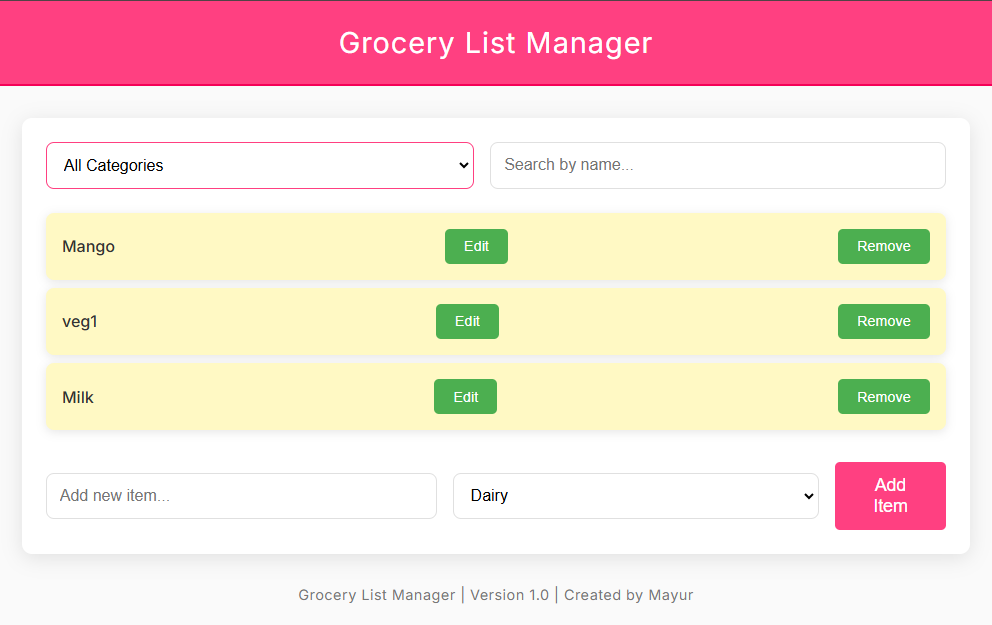 Grocery List Manager
All Categories
Search by name...
Mango Edit Remove
veg1 Edit Remove
Milk Edit Remove
Add new item...
Dairy
Add
Item
Grocery List Manager | Version 1.0 | Created by Mayur